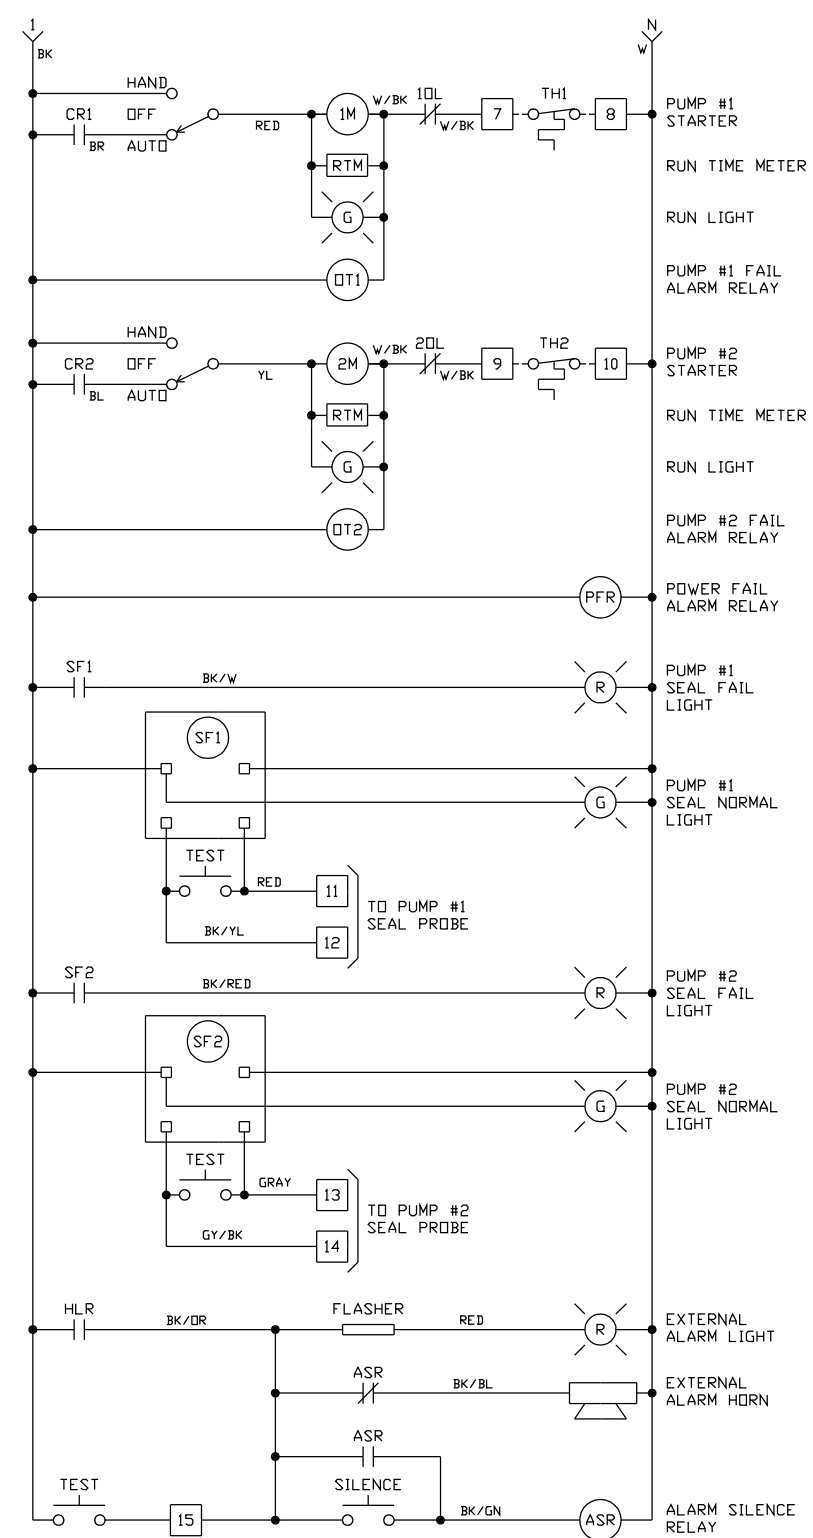 1
N
BK
W
HAND
CR1
OFF
BR
AUTO
RED
1M
W/BK
1OL
W/BK
7
TH1
8
PUMP #1
STARTER
RTM
RUN TIME METER
G
RUN LIGHT
OT1
PUMP #1 FAIL
ALARM RELAY
HAND
CR2
OFF
BL
AUTO
YL
2M
W/BK
2OL
W/BK
9
TH2
10
PUMP #2
STARTER
RTM
RUN TIME METER
G
RUN LIGHT
OT2
PUMP #2 FAIL
ALARM RELAY
PFR
POWER FAIL
ALARM RELAY
SF1
BK/W
R
PUMP #1
SEAL FAIL
LIGHT
SF1
G
PUMP #1
SEAL NORMAL
LIGHT
TEST
RED
11
BK/YL
12
TO PUMP #1
SEAL PROBE
SF2
BK/RED
R
PUMP #2
SEAL FAIL
LIGHT
SF2
G
PUMP #2
SEAL NORMAL
LIGHT
TEST
GRAY
13
GY/BK
14
TO PUMP #2
SEAL PROBE
HLR
BK/OR
FLASHER
RED
R
EXTERNAL
ALARM LIGHT
ASR
BK/BL
EXTERNAL
ALARM HORN
ASR
TEST
15
SILENCE
BK/GN
ASR
ALARM SILENCE
RELAY